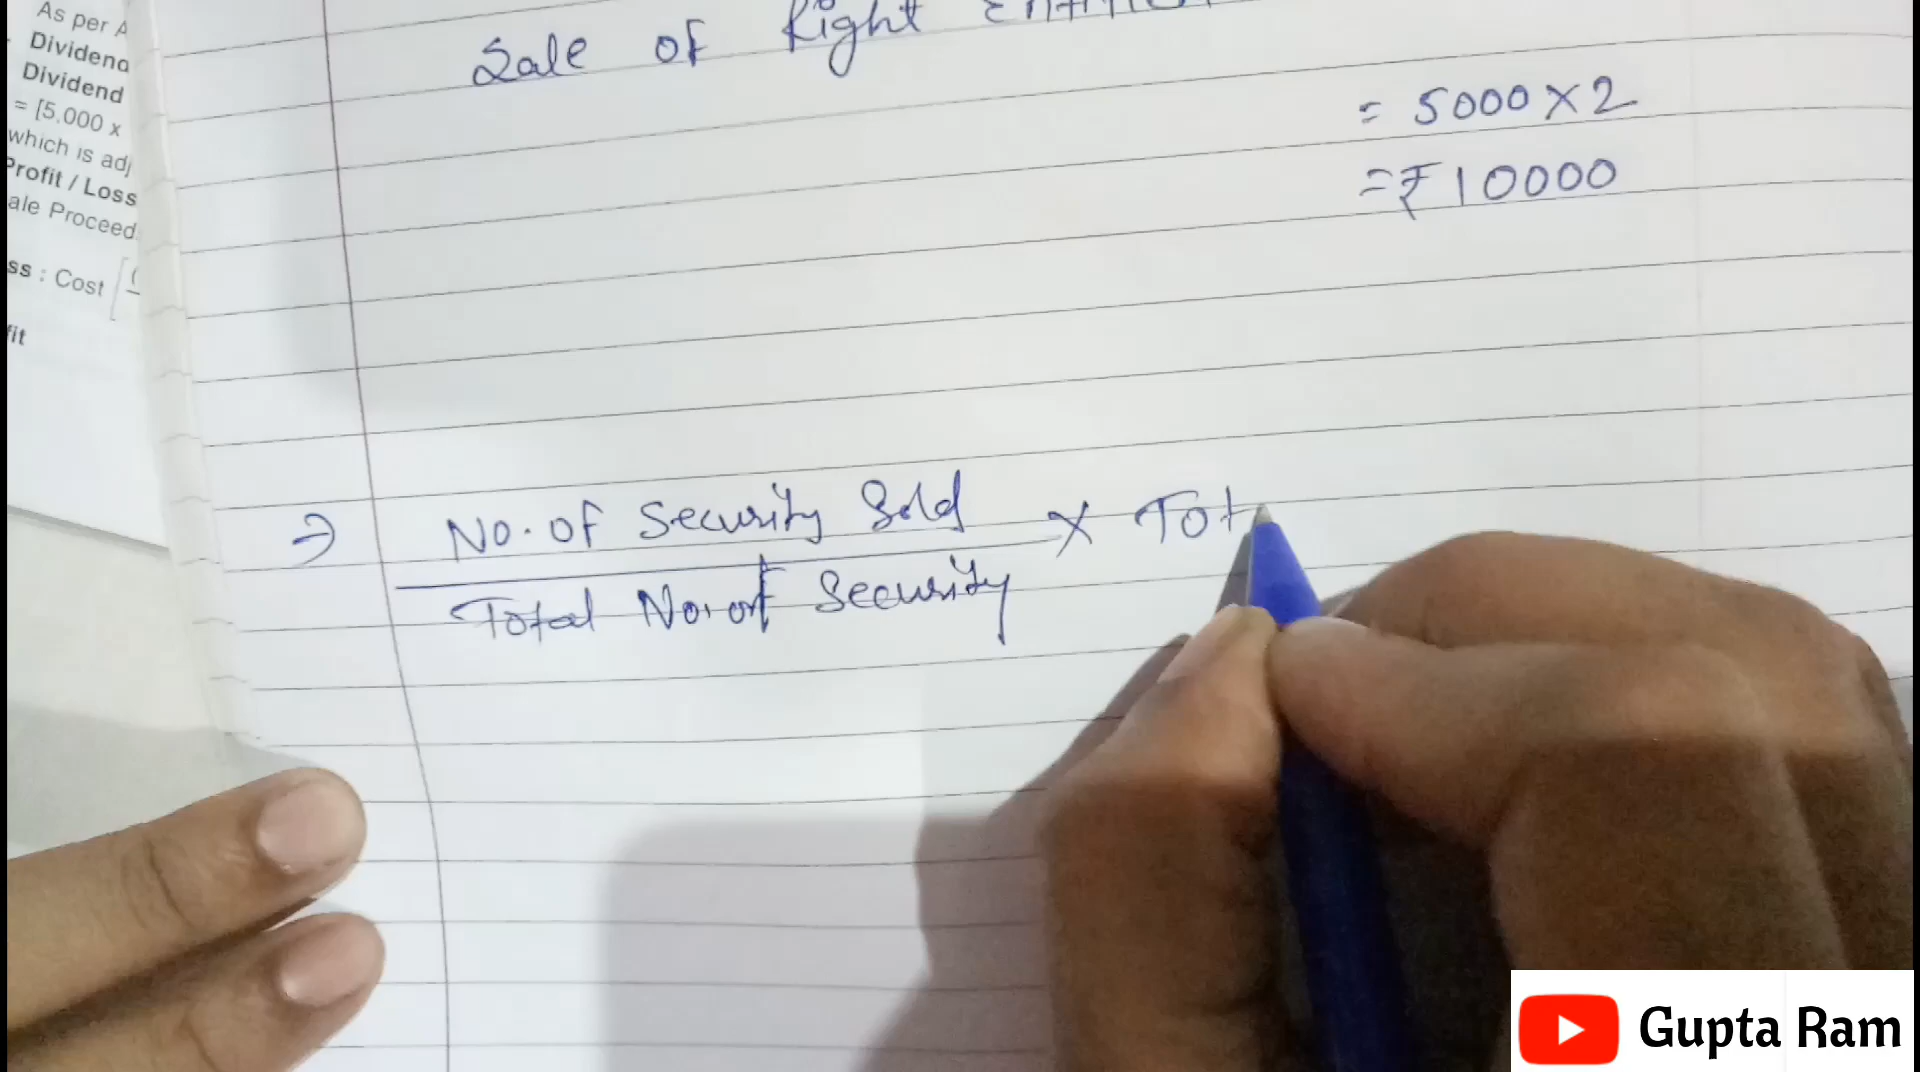 As per A
Dividend
Dividend
= [5,000 x
which is adj
Profit / Loss
ale Proceed
ss : Cost
fit
Sale of Right
= 5000 × 2
= ₹ 10000
→ No. of Security Sold × Tot
Total No. of Security
Gupta Ram